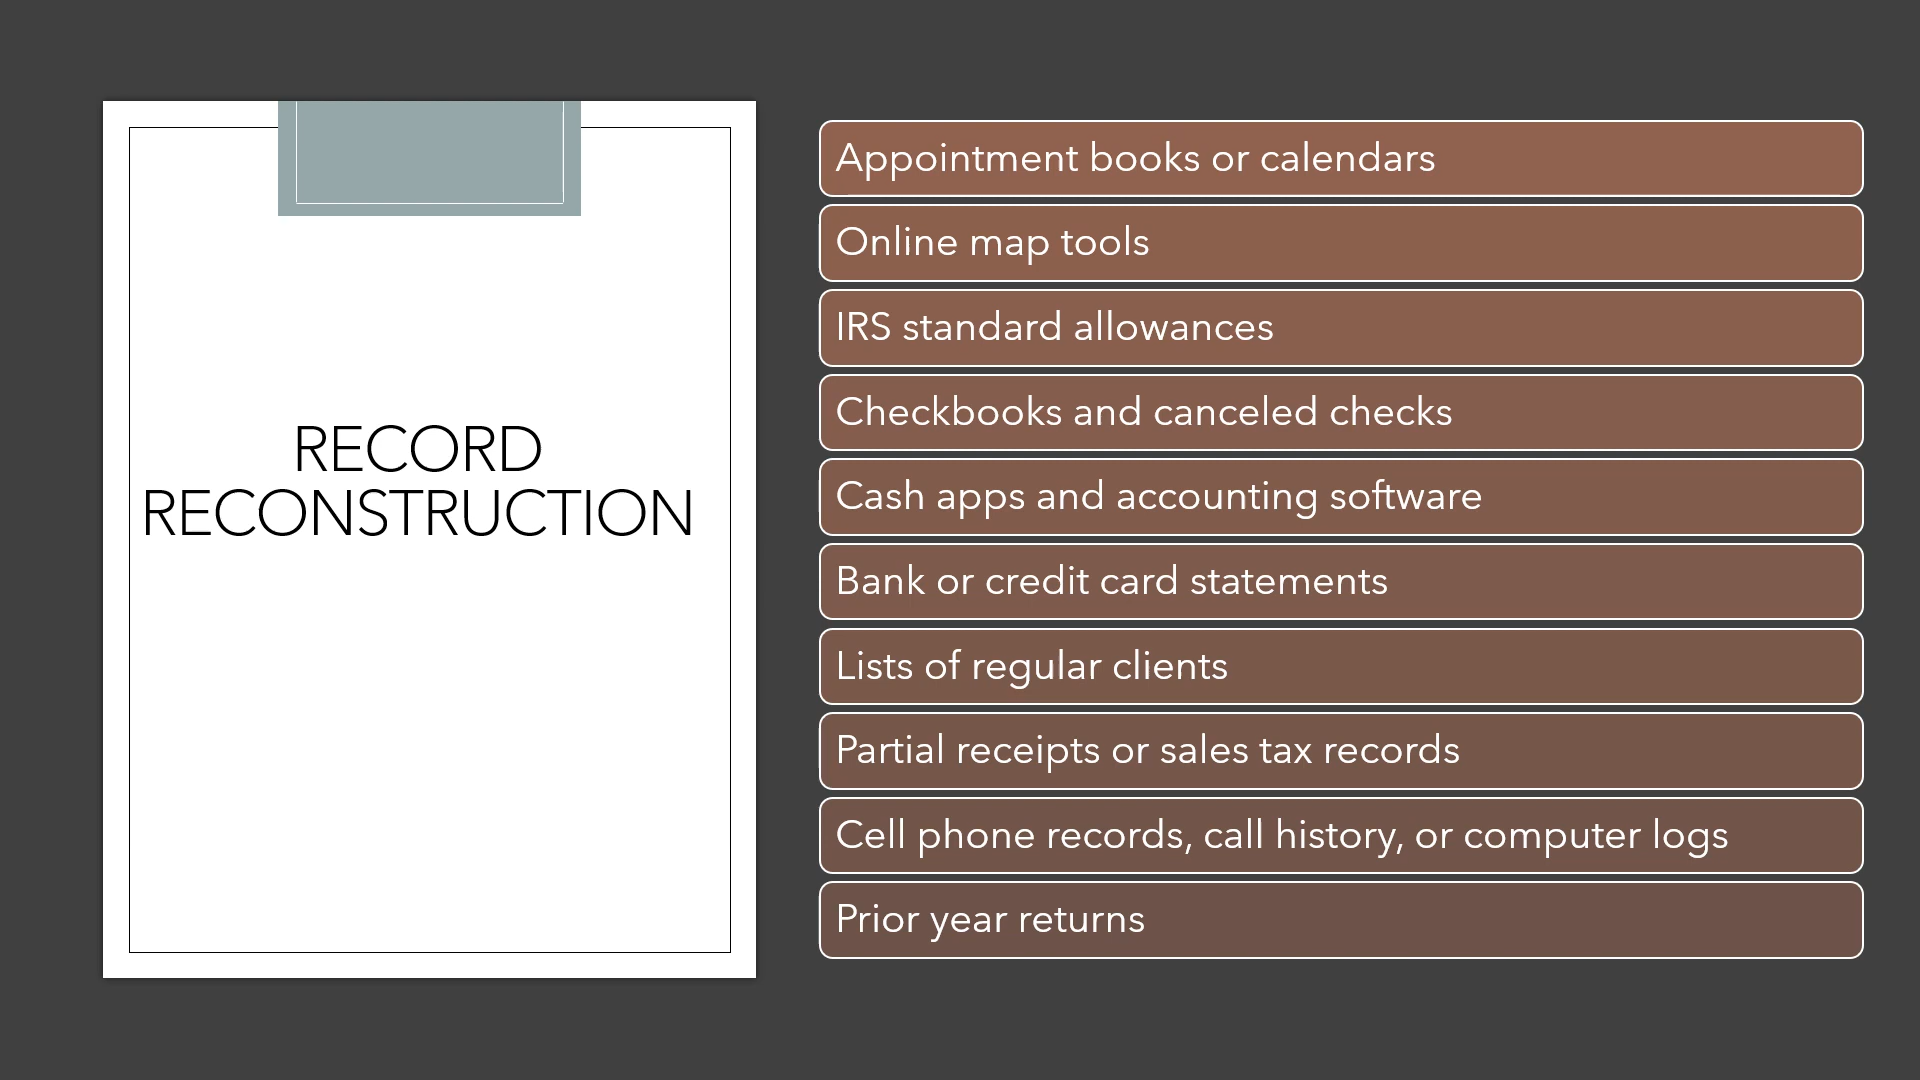 RECORD
RECONSTRUCTION
Appointment books or calendars
Online map tools
IRS standard allowances
Checkbooks and canceled checks
Cash apps and accounting software
Bank or credit card statements
Lists of regular clients
Partial receipts or sales tax records
Cell phone records, call history, or computer logs
Prior year returns